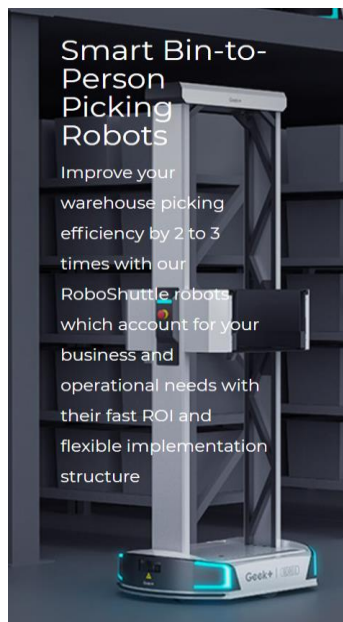 Smart Bin-to-
Person
Picking
Robots
Improve your
warehouse picking
efficiency by 2 to 3
times with our
RoboShuttle robots
which account for your
business and
operational needs with
their fast ROI and
flexible implementation
structure
Geek+